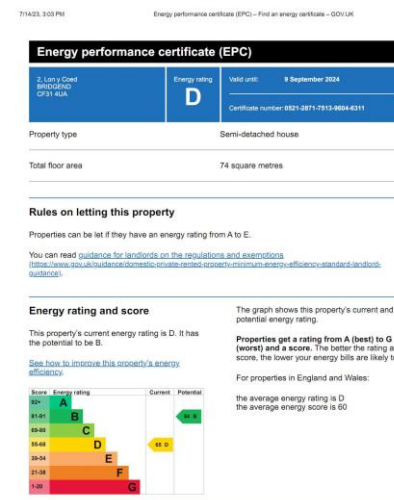 7/14/23, 3:03 PM
Energy performance certificate (EPC) – Find an energy certificate – GOV.UK
Energy performance certificate (EPC)
2, Lon y Coed
BRIDGEND
CF31 4UA
Energy rating
D
Valid until: 9 September 2024
Certificate number: 0521-2871-7513-9804-6311
Property type
Semi-detached house
Total floor area
74 square metres
Rules on letting this property
Properties can be let if they have an energy rating from A to E.
You can read guidance for landlords on the regulations and exemptions
(https://www.gov.uk/guidance/domestic-private-rented-property-minimum-energy-efficiency-standard-landlord-
guidance).
Energy rating and score
This property's current energy rating is D. It has
the potential to be B.
See how to improve this property's energy
efficiency.
Score Energy rating Current Potential
92+ A
81-91 B
69-80 C
55-68 D
39-54 E
21-38 F
1-20 G
D
B
The graph shows this property's current and
potential energy rating.
Properties get a rating from A (best) to G
(worst) and a score. The better the rating a
score, the lower your energy bills are likely t
For properties in England and Wales:
the average energy rating is D
the average energy score is 60